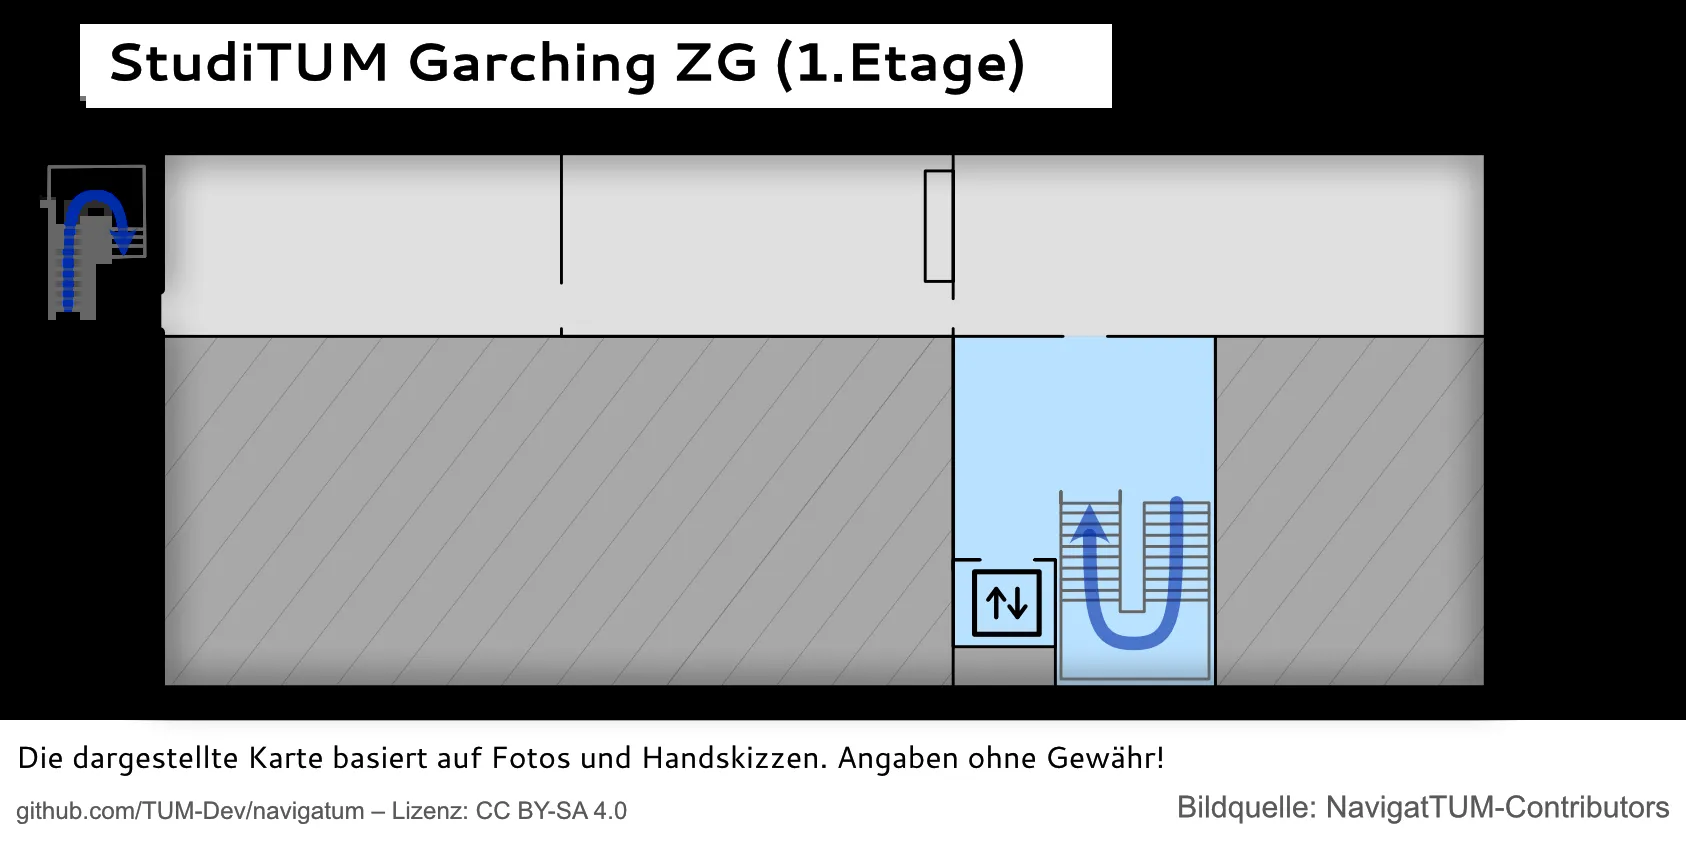 StudiTUM Garching ZG (1.Etage)
Die dargestellte Karte basiert auf Fotos und Handskizzen. Angaben ohne Gewähr!
github.com/TUM-Dev/navigatum – Lizenz: CC BY-SA 4.0
Bildquelle: NavigatTUM-Contributors